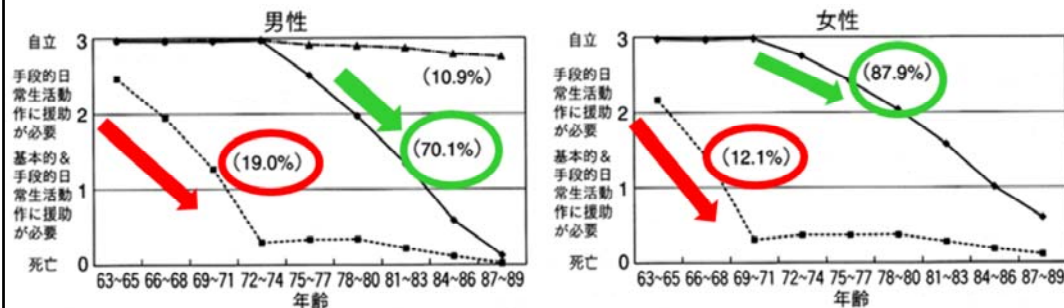 男性
自立
3
手段的日
常生活動
作に援助
が必要
2
基本的&
手段的日
常生活動
作に援助
が必要
1
死亡
0
(10.9%)
(19.0%)
(70.1%)
63~65 66~68 69~71 72~74 75~77 78~80 81~83 84~86 87~89
年齢
女性
自立
3
手段的日
常生活動
作に援助
が必要
2
基本的&
手段的日
常生活動
作に援助
が必要
1
死亡
0
(87.9%)
(12.1%)
63~65 66~68 69~71 72~74 75~77 78~80 81~83 84~86 87~89
年齢